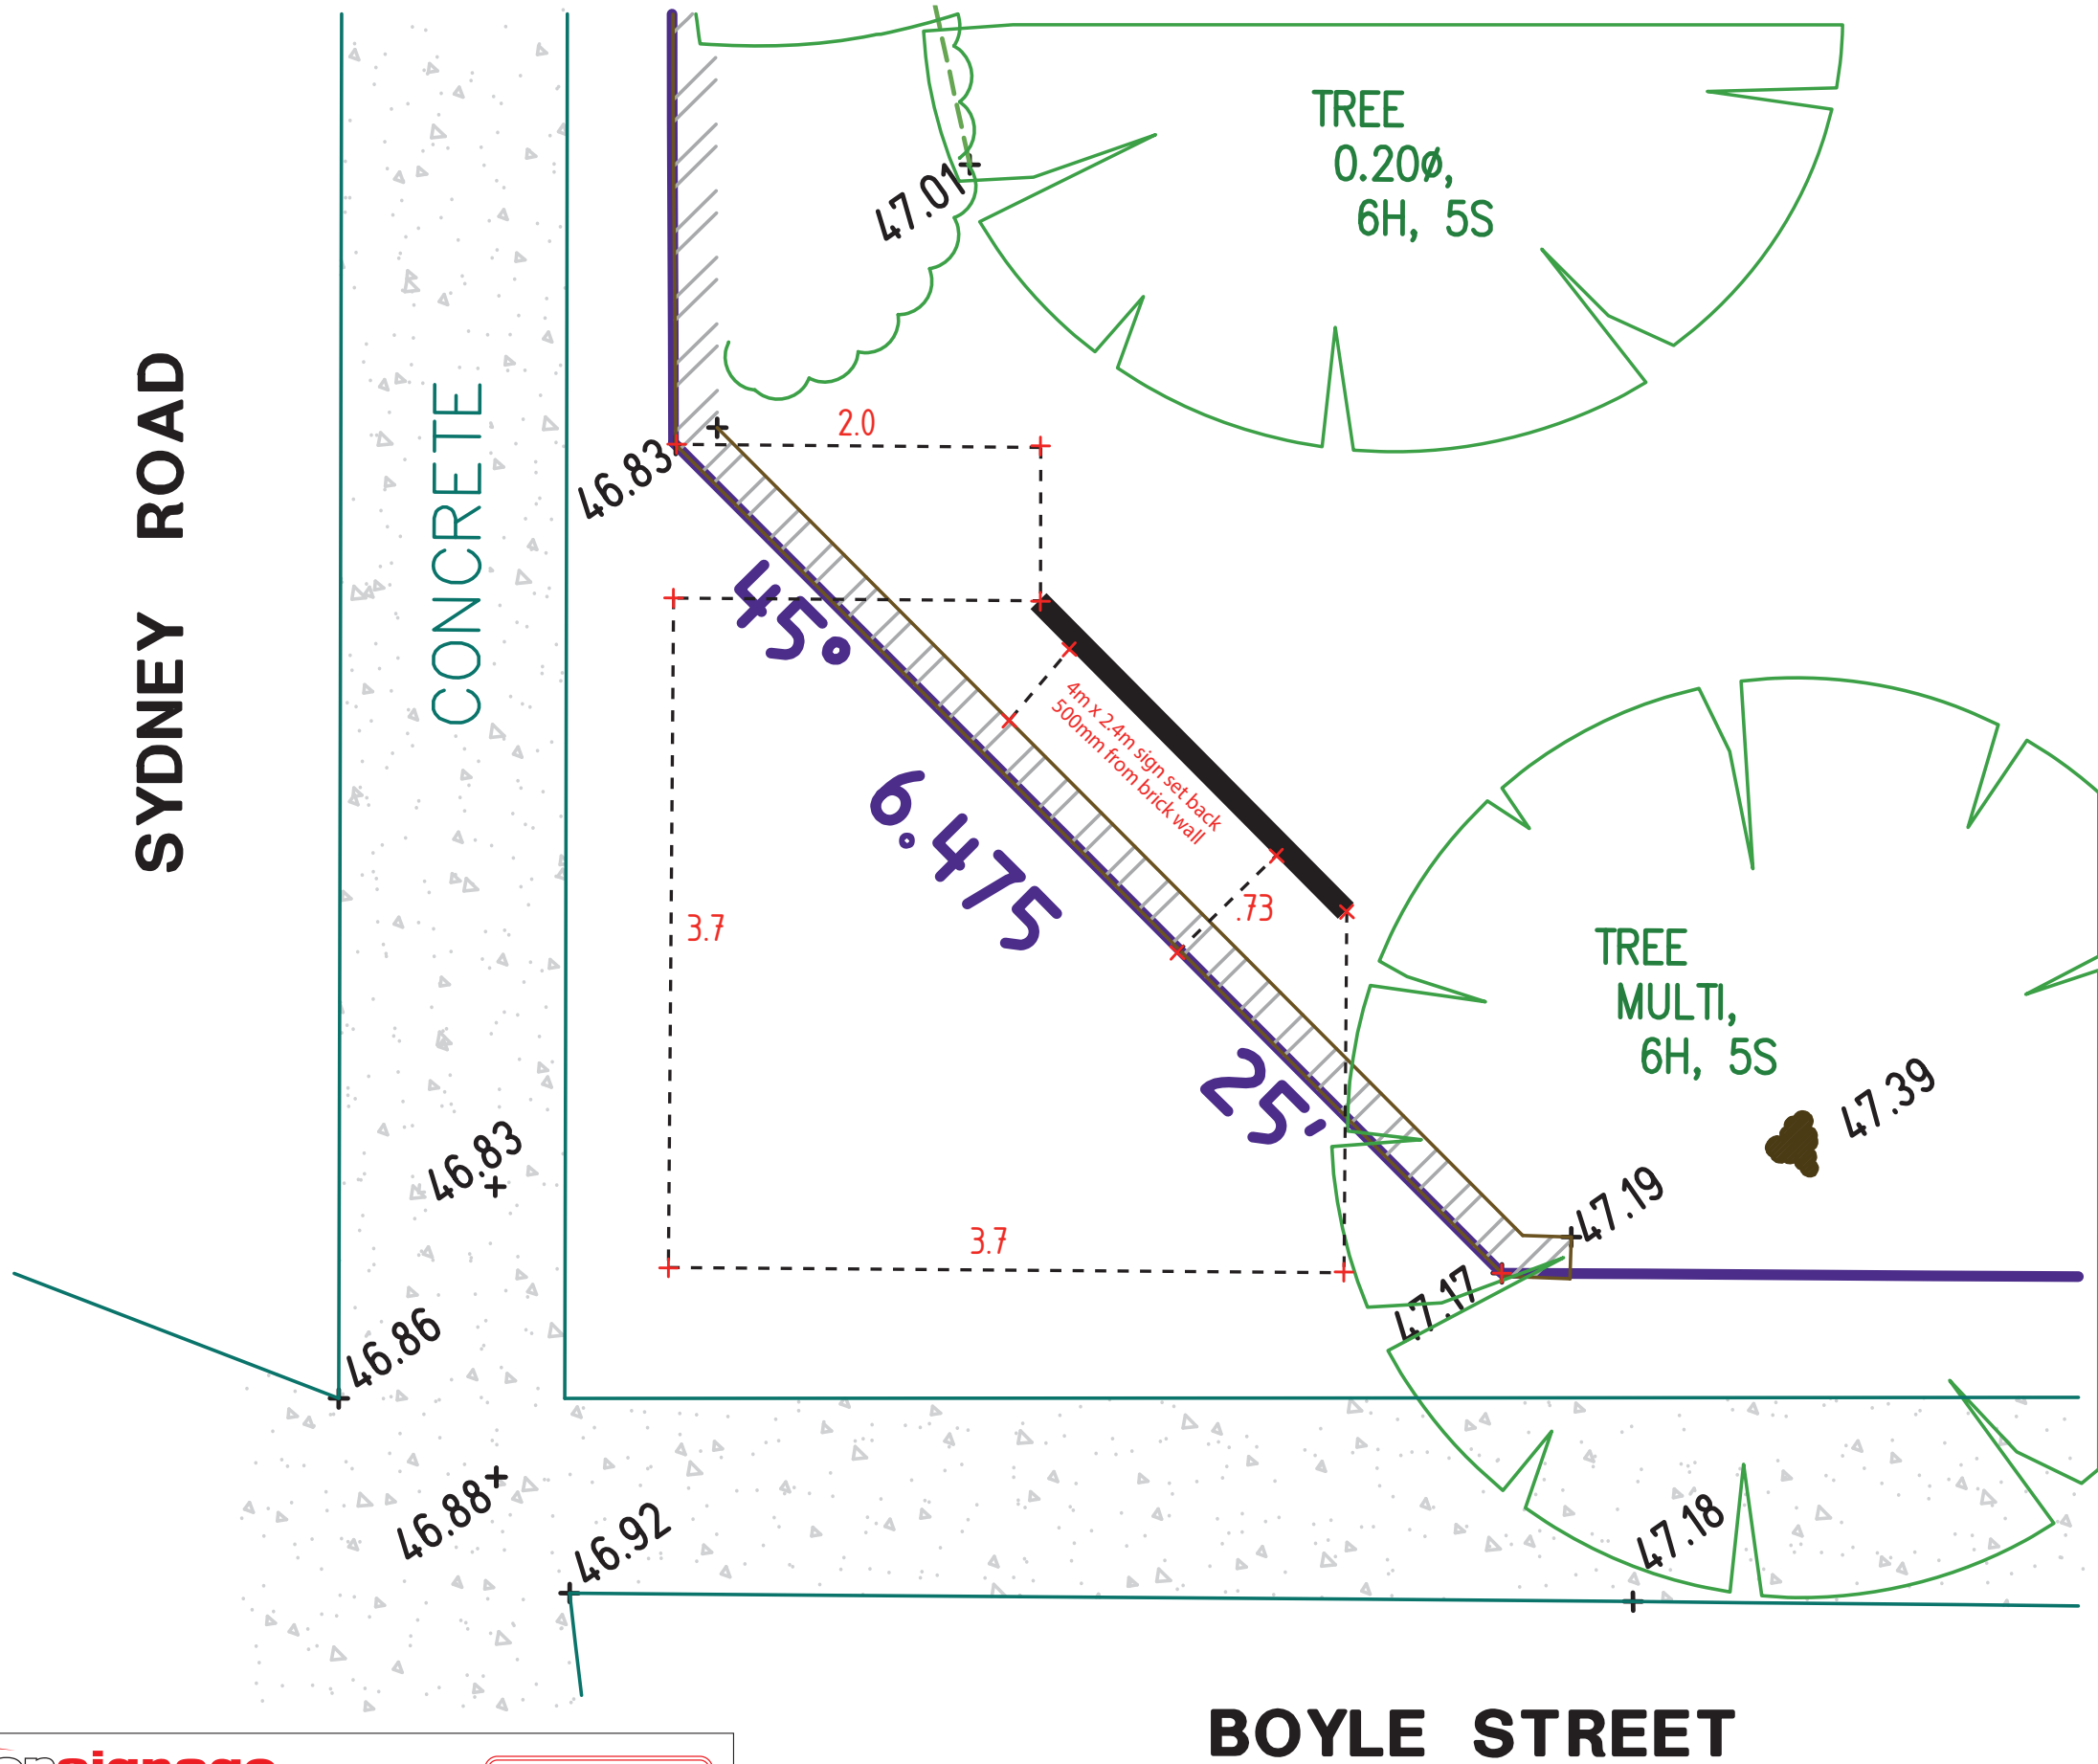 TREE
0.20ø,
6H, 5S
47.01
2.0
46.83
SYDNEY ROAD
CONCRETE
45°
4m x 2.4m sign set back
500mm from brick wall
6.475
.73
3.7
TREE
MULTI,
6H, 5S
25'
47.39
46.83
47.19
3.7
47.17
46.86
46.88
46.92
47.18
BOYLE STREET